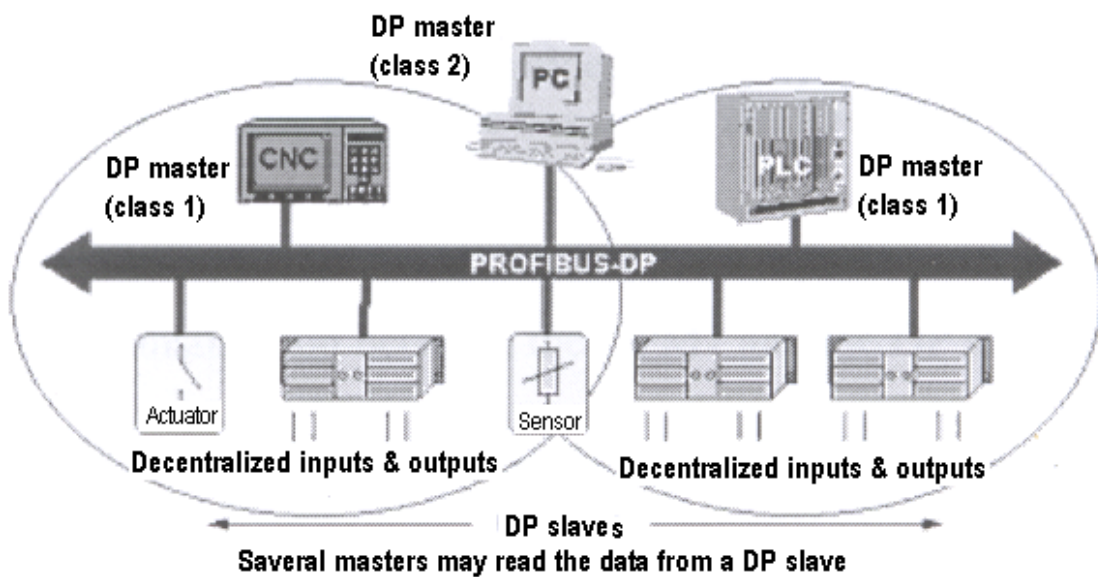 DP master
(class 2)
PC
CNC
DP master
(class 1)
PLC
DP master
(class 1)
PROFIBUS-DP
Actuator
Sensor
Decentralized inputs & outputs
Decentralized inputs & outputs
DP slaves
Saveral masters may read the data from a DP slave